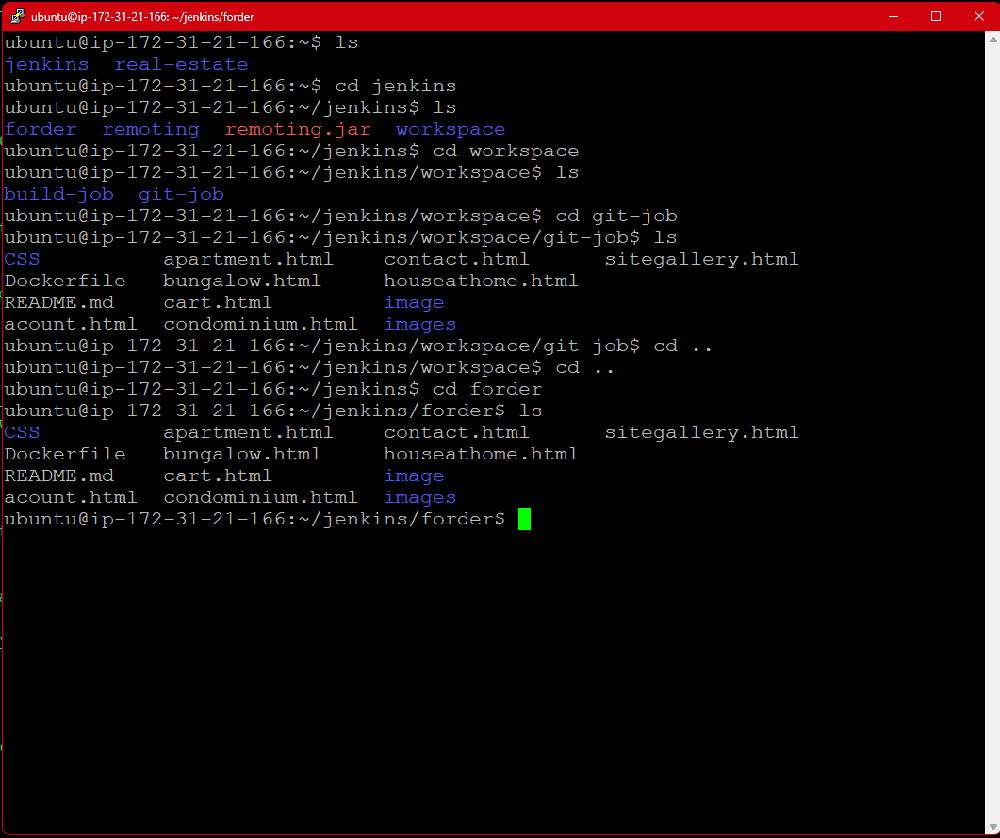 ubuntu@ip-172-31-21-166: ~/jenkins/forder
ubuntu@ip-172-31-21-166:~$ ls
jenkins  real-estate
ubuntu@ip-172-31-21-166:~$ cd jenkins
ubuntu@ip-172-31-21-166:~/jenkins$ ls
forder  remoting  remoting.jar  workspace
ubuntu@ip-172-31-21-166:~/jenkins$ cd workspace
ubuntu@ip-172-31-21-166:~/jenkins/workspace$ ls
build-job  git-job
ubuntu@ip-172-31-21-166:~/jenkins/workspace$ cd git-job
ubuntu@ip-172-31-21-166:~/jenkins/workspace/git-job$ ls
CSS          apartment.html    contact.html      sitegallery.html
Dockerfile   bungalow.html     houseathome.html
README.md    cart.html         image
acount.html  condominium.html  images
ubuntu@ip-172-31-21-166:~/jenkins/workspace/git-job$ cd ..
ubuntu@ip-172-31-21-166:~/jenkins/workspace$ cd ..
ubuntu@ip-172-31-21-166:~/jenkins$ cd forder
ubuntu@ip-172-31-21-166:~/jenkins/forder$ ls
CSS          apartment.html    contact.html      sitegallery.html
Dockerfile   bungalow.html     houseathome.html
README.md    cart.html         image
acount.html  condominium.html  images
ubuntu@ip-172-31-21-166:~/jenkins/forder$